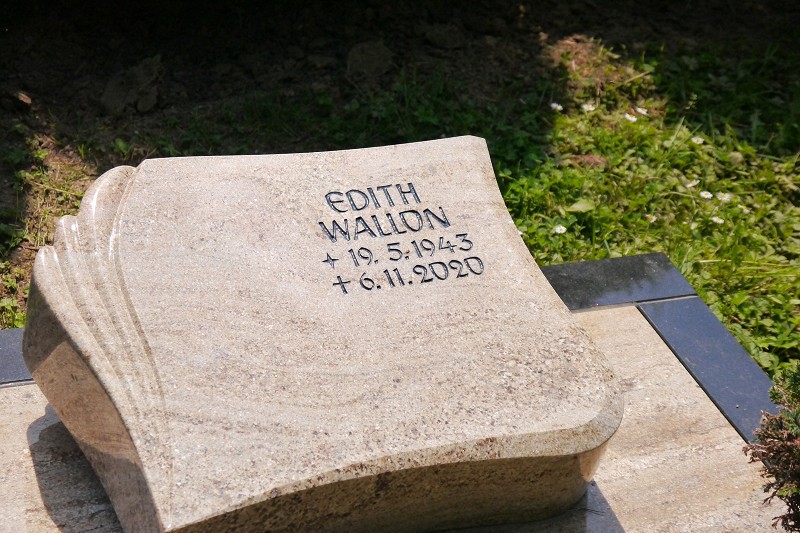 EDITH
WALLON
+ 19.5.1943
+ 6.11.2020